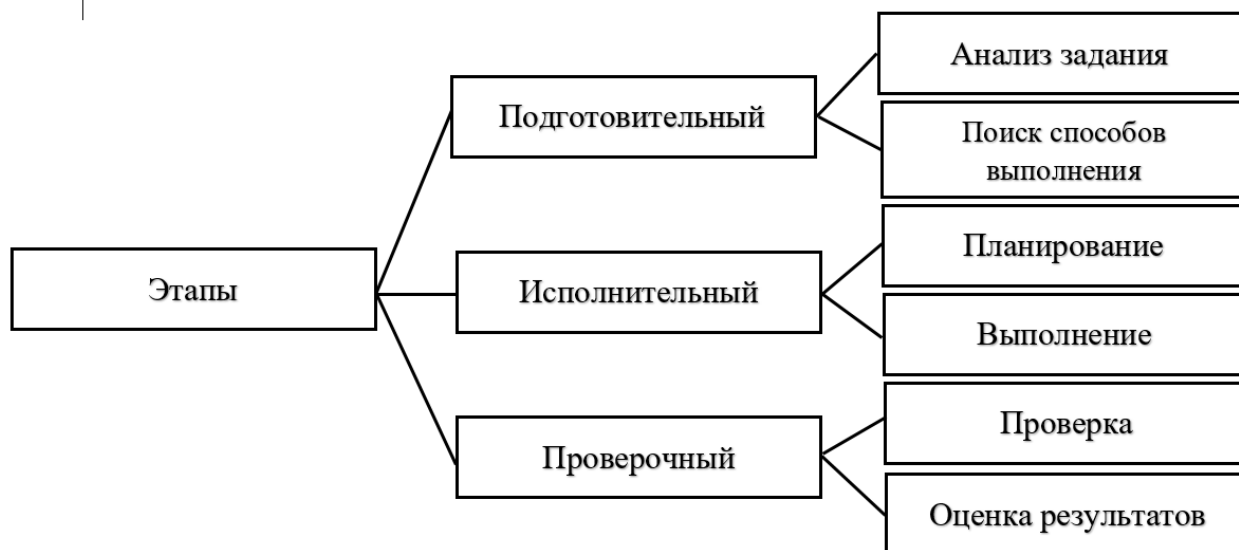 Этапы
Подготовительный
Анализ задания
Поиск способов
выполнения
Исполнительный
Планирование
Выполнение
Проверочный
Проверка
Оценка результатов